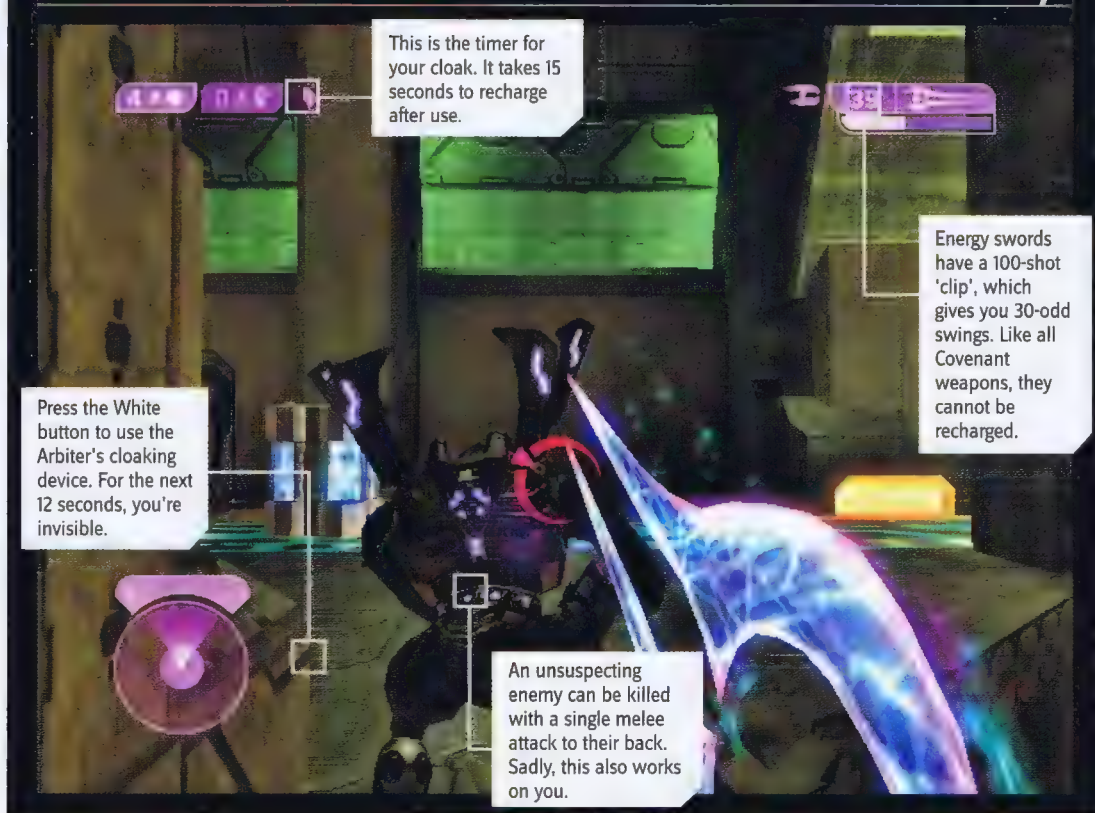 This is the timer for
your cloak. It takes 15
seconds to recharge
after use.
39
Energy swords
have a 100-shot
'clip', which
gives you 30-odd
swings. Like all
Covenant
weapons, they
cannot be
recharged.
Press the White
button to use the
Arbiter's cloaking
device. For the next
12 seconds, you're
invisible.
An unsuspecting
enemy can be killed
with a single melee
attack to their back.
Sadly, this also works
on you.